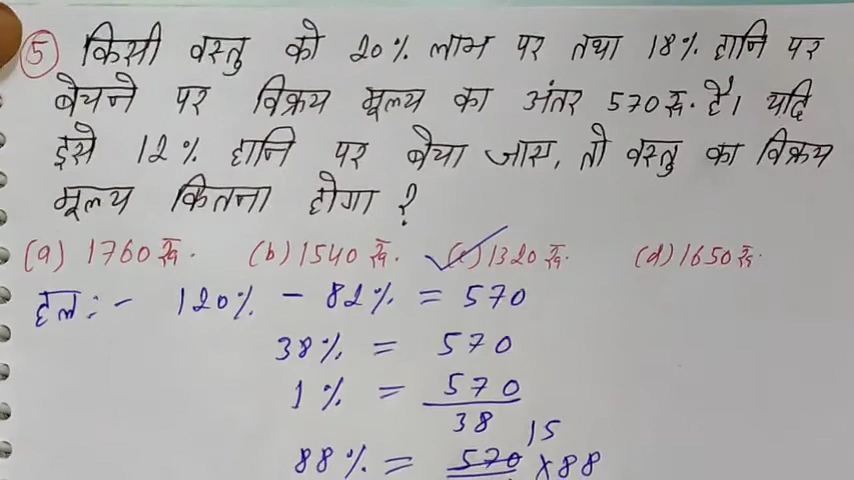 ⑤ किसी वस्तु को 20% लाभ पर तथा 18% हानि पर
बेचने पर विक्रय मूल्य का अंतर 570 रु. है। यदि
इसे 12% हानि पर बेचा जाए, तो वस्तु का विक्रय
मूल्य कितना होगा ?
(a) 1760 रु. (b) 1540 रु. (c) 1320 रु. (d) 1650 रु.
हल :- 120% - 82% = 570
38% = 570
1% = 570
38
15
88% = 570 × 88